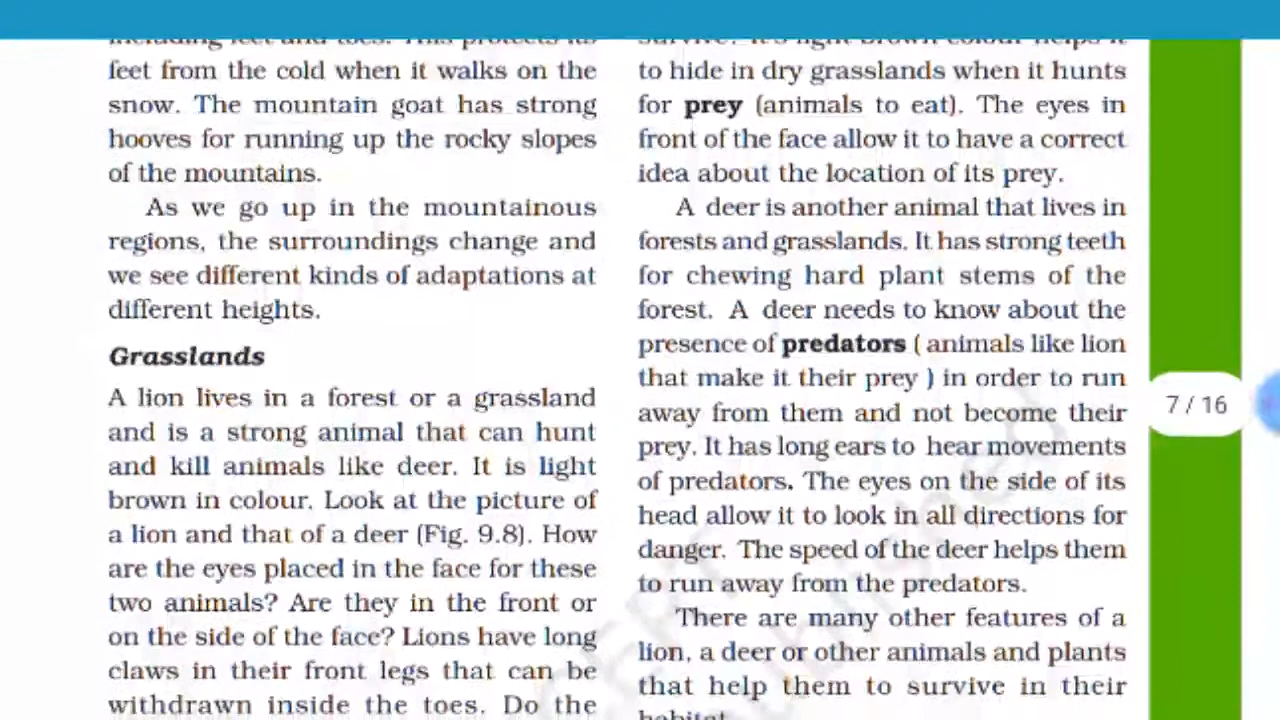 feet from the cold when it walks on the
snow. The mountain goat has strong
hooves for running up the rocky slopes
of the mountains.
As we go up in the mountainous
regions, the surroundings change and
we see different kinds of adaptations at
different heights.
Grasslands
A lion lives in a forest or a grassland
and is a strong animal that can hunt
and kill animals like deer. It is light
brown in colour. Look at the picture of
a lion and that of a deer (Fig. 9.8). How
are the eyes placed in the face for these
two animals? Are they in the front or
on the side of the face? Lions have long
claws in their front legs that can be
withdrawn inside the toes. Do the
to hide in dry grasslands when it hunts
for prey (animals to eat). The eyes in
front of the face allow it to have a correct
idea about the location of its prey.
A deer is another animal that lives in
forests and grasslands. It has strong teeth
for chewing hard plant stems of the
forest. A deer needs to know about the
presence of predators ( animals like lion
that make it their prey ) in order to run
away from them and not become their
prey. It has long ears to hear movements
of predators. The eyes on the side of its
head allow it to look in all directions for
danger. The speed of the deer helps them
to run away from the predators.
There are many other features of a
lion, a deer or other animals and plants
that help them to survive in their
habitat.
7 / 16